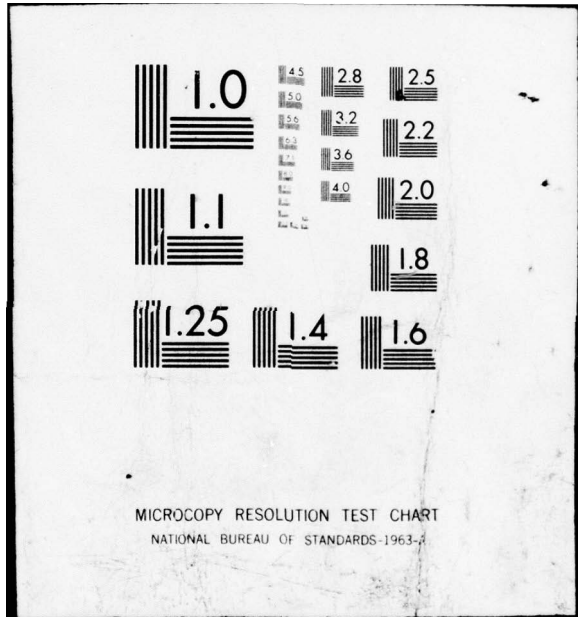 1.0 4.5 2.8 2.5
5.0
5.6 3.2 2.2
6.3
3.6
1.1 4.0 2.0
1.8
1.25 1.4 1.6
MICROCOPY RESOLUTION TEST CHART
NATIONAL BUREAU OF STANDARDS-1963-A